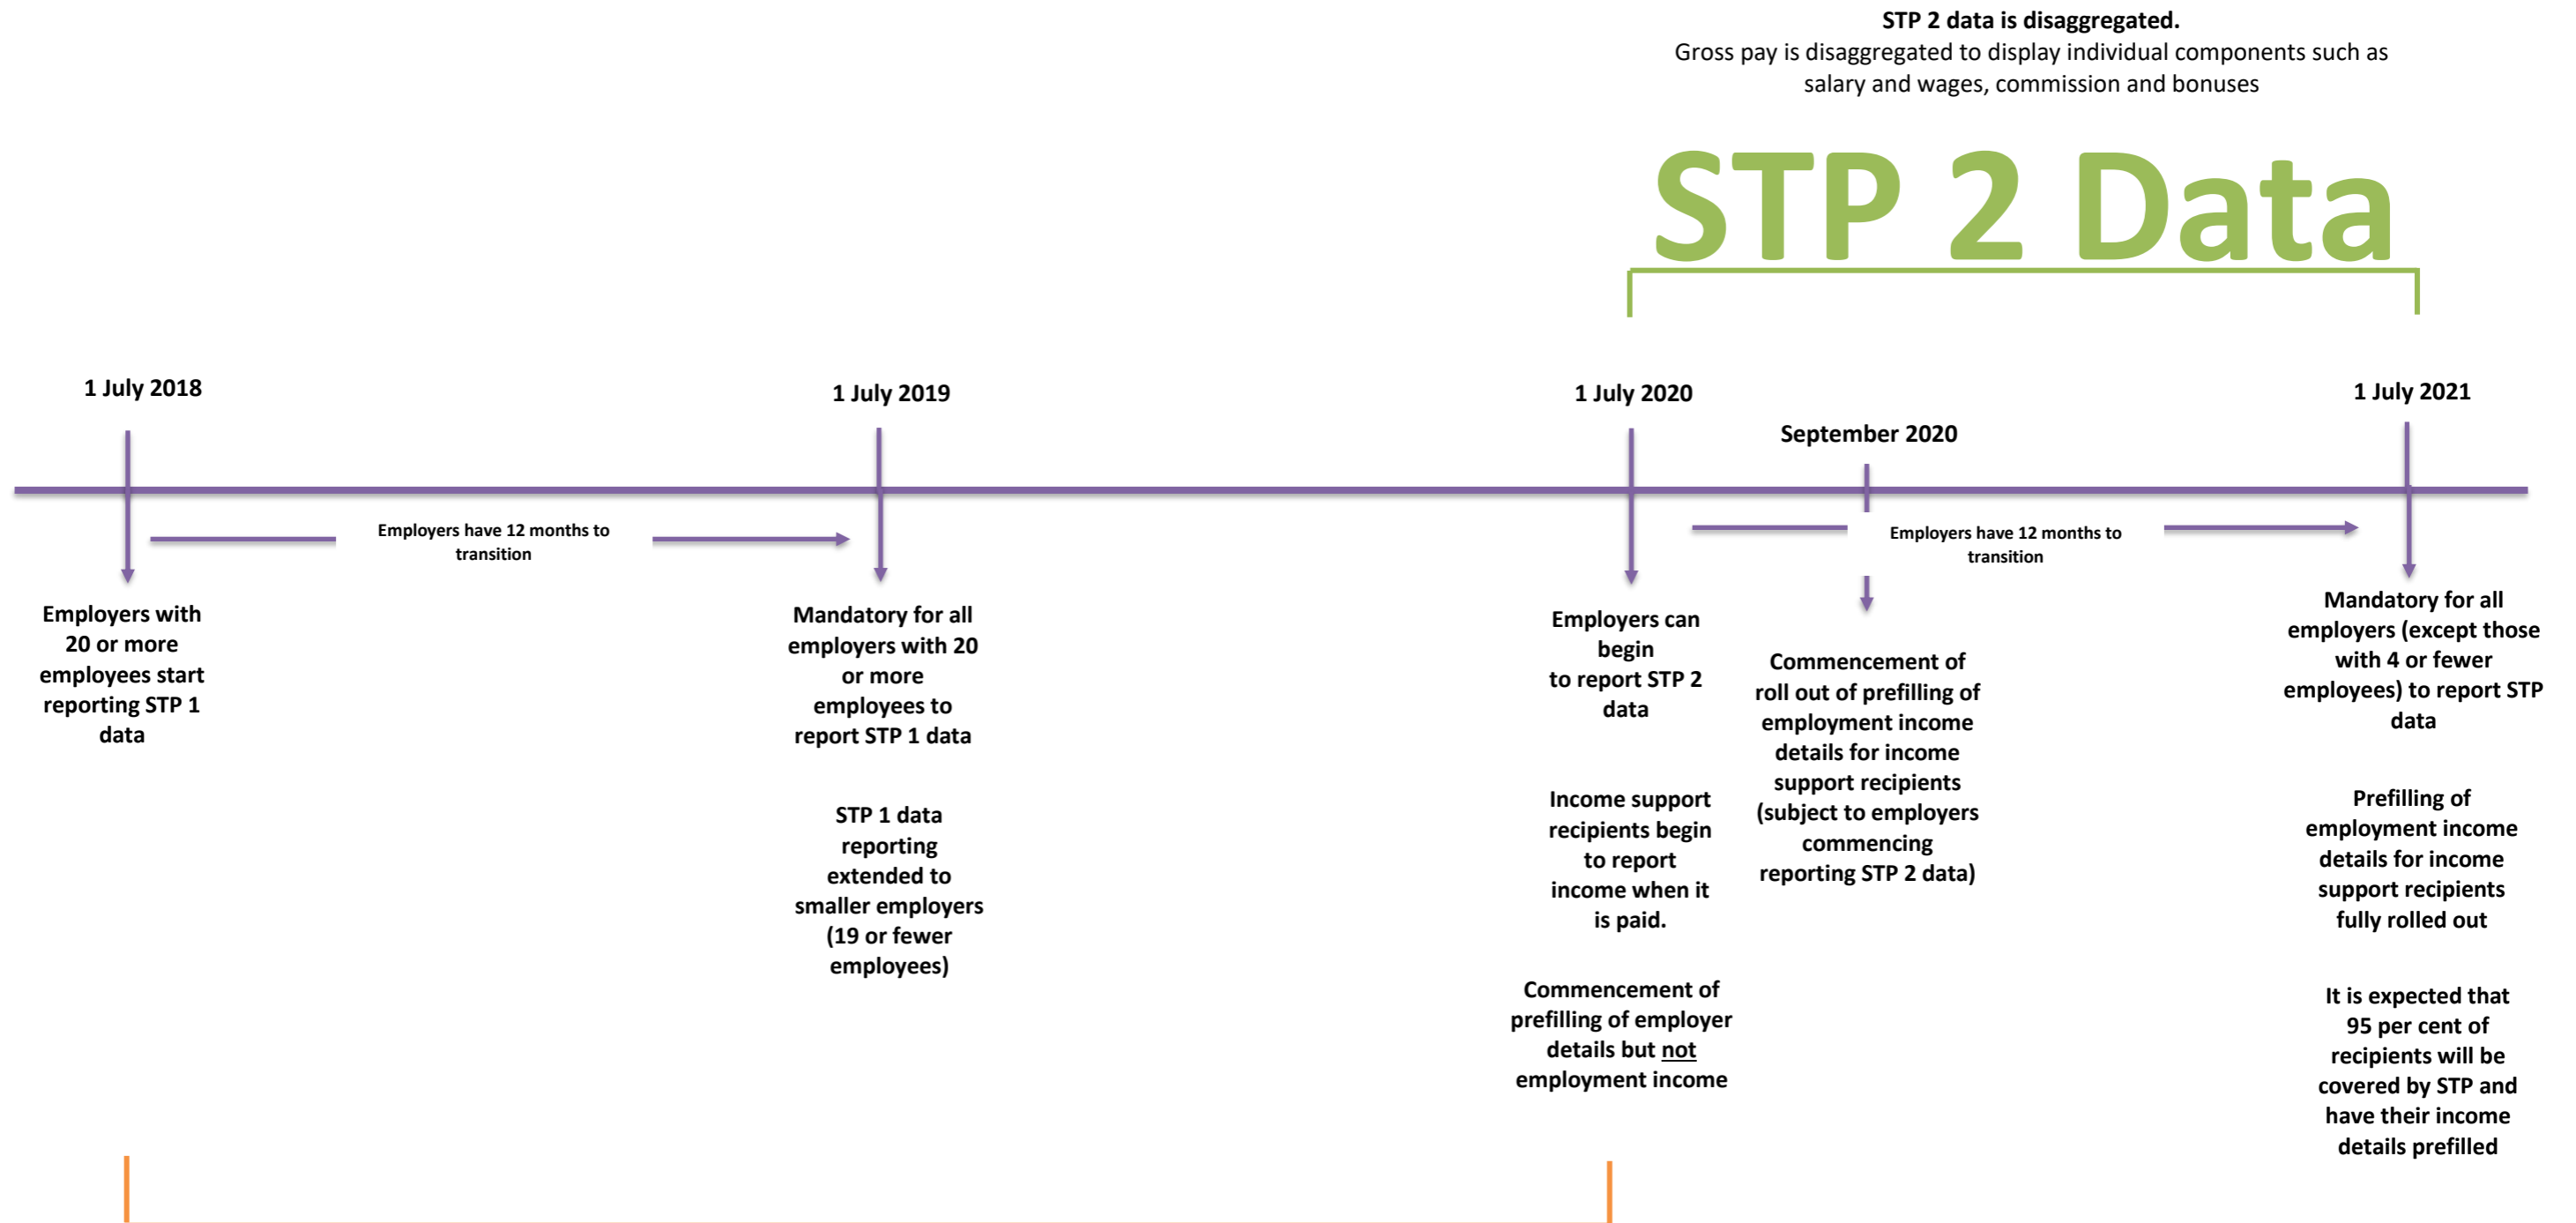 STP 2 data is disaggregated.
Gross pay is disaggregated to display individual components such as
salary and wages, commission and bonuses
STP 2 Data
1 July 2018
1 July 2019
1 July 2020
September 2020
1 July 2021
Employers have 12 months to
transition
Employers have 12 months to
transition
Employers with
20 or more
employees start
reporting STP 1
data
Mandatory for all
employers with 20
or more
employees to
report STP 1 data
STP 1 data
reporting
extended to
smaller employers
(19 or fewer
employees)
Employers can
begin
to report STP 2
data
Income support
recipients begin
to report
income when it
is paid.
Commencement of
prefilling of employer
details but not
employment income
Commencement of
roll out of prefilling of
employment income
details for income
support recipients
(subject to employers
commencing
reporting STP 2 data)
Mandatory for all
employers (except those
with 4 or fewer
employees) to report STP
data
Prefilling of
employment income
details for income
support recipients
fully rolled out
It is expected that
95 per cent of
recipients will be
covered by STP and
have their income
details prefilled